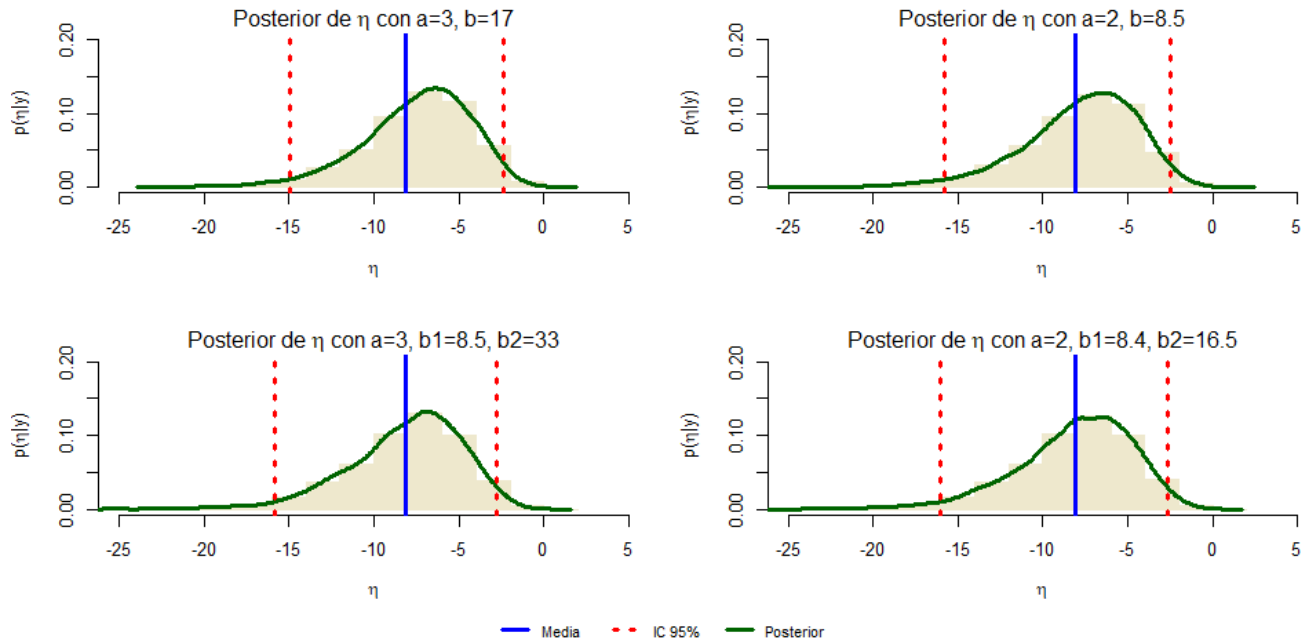 Posterior de η con a=3, b=17
p(η|y)
0.00 0.10 0.20
-25 -20 -15 -10 -5 0 5
η
Posterior de η con a=2, b=8.5
p(η|y)
0.00 0.10 0.20
-25 -20 -15 -10 -5 0 5
η
Posterior de η con a=3, b1=8.5, b2=33
p(η|y)
0.00 0.10 0.20
-25 -20 -15 -10 -5 0 5
η
Posterior de η con a=2, b1=8.4, b2=16.5
p(η|y)
0.00 0.10 0.20
-25 -20 -15 -10 -5 0 5
η
Media IC 95% Posterior